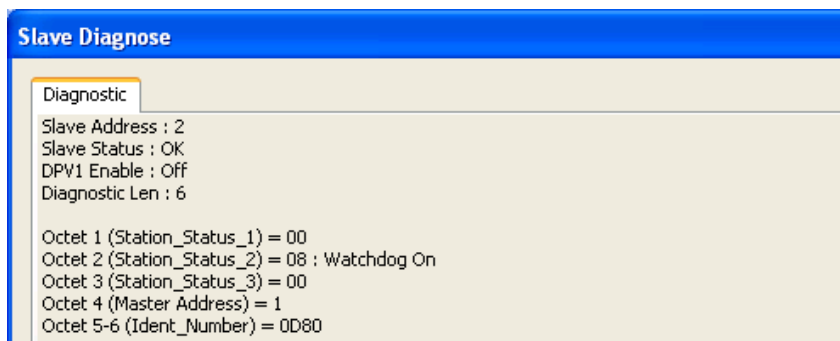 Slave Diagnose
Diagnostic
Slave Address : 2
Slave Status : OK
DPV1 Enable : Off
Diagnostic Len : 6
Octet 1 (Station_Status_1) = 00
Octet 2 (Station_Status_2) = 08 : Watchdog On
Octet 3 (Station_Status_3) = 00
Octet 4 (Master Address) = 1
Octet 5-6 (Ident_Number) = 0D80